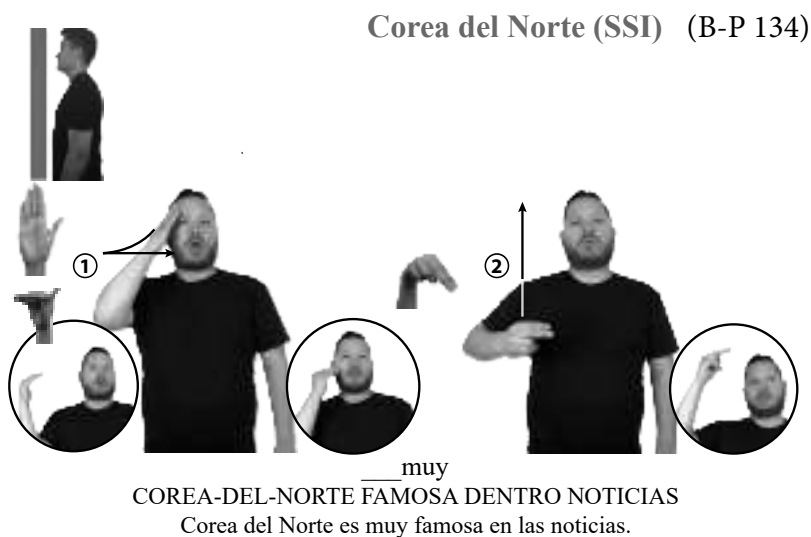 Corea del Norte (SSI) (B-P 134)
①
②
___muy
COREA-DEL-NORTE FAMOSA DENTRO NOTICIAS
Corea del Norte es muy famosa en las noticias.